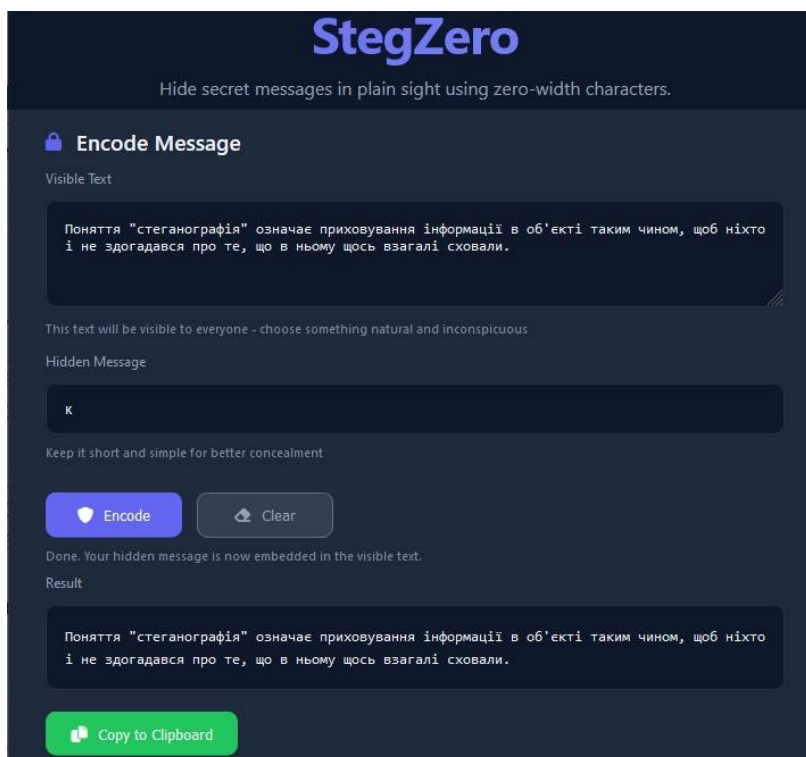 StegZero
Hide secret messages in plain sight using zero-width characters.
Encode Message
Visible Text
Поняття "стеганографія" означає приховування інформації в об'єкті таким чином, щоб ніхто
і не здогадався про те, що в ньому щось взагалі сховали.
This text will be visible to everyone - choose something natural and inconspicuous
Hidden Message
к
Keep it short and simple for better concealment
Encode
Clear
Done. Your hidden message is now embedded in the visible text.
Result
Поняття "стеганографія" означає приховування інформації в об'єкті таким чином, щоб ніхто
і не здогадався про те, що в ньому щось взагалі сховали.
Copy to Clipboard